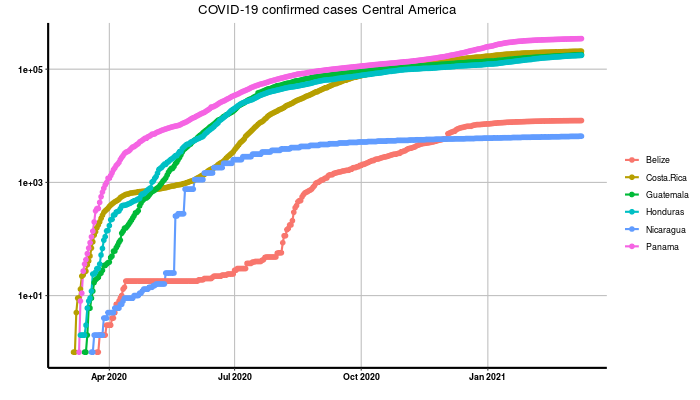 COVID-19 confirmed cases Central America
1e+05
1e+03
1e+01
Apr 2020
Jul 2020
Oct 2020
Jan 2021
Belize
Costa.Rica
Guatemala
Honduras
Nicaragua
Panama